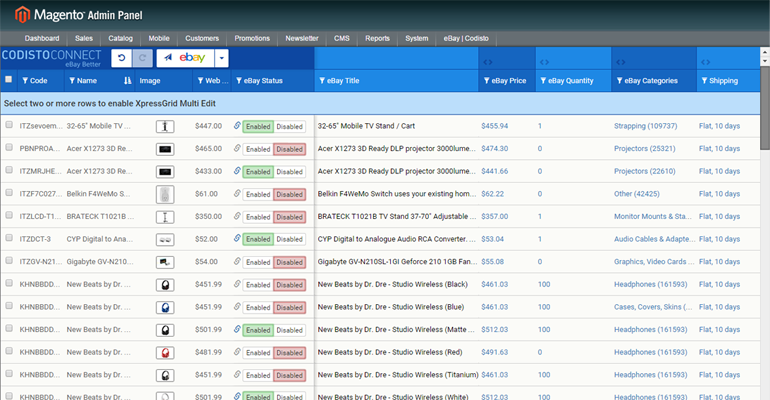 Magento Admin Panel
Dashboard Sales Catalog Mobile Customers Promotions Newsletter CMS Reports System eBay | Codisto
CODISTOCONNECT
eBay Better
ebay
Code Name Image Web ... eBay Status eBay Title eBay Price eBay Quantity eBay Categories Shipping
Select two or more rows to enable XpressGrid Multi Edit
ITZsevoem... 32-65" Mobile TV ... $447.00 Enabled Disabled 32-65" Mobile TV Stand / Cart $455.94 1 Strapping (109737) Flat, 10 days
PBNPROA... Acer X1273 3D Re... $465.00 Enabled Disabled Acer X1273 3D Ready DLP projector 3000lume... $474.30 0 Projectors (25321) Flat, 10 days
ITZMRJHE... Acer X1273 3D Re... $433.00 Enabled Disabled Acer X1273 3D Ready DLP projector 3000lume... $441.66 0 Projectors (22610) Flat, 10 days
ITZF7C027... Belkin F4WeMo S... $61.00 Enabled Disabled Belkin F4WeMo Switch uses your existing hom... $62.22 0 Other (42425) Flat, 10 days
ITZLCD-T1... BRATECK T1021B ... $350.00 Enabled Disabled BRATECK T1021B TV Stand 37-70" Adjustable ... $357.00 1 Monitor Mounts & Sta... Flat, 10 days
ITZDCT-3 CYP Digital to Ana... $52.00 Enabled Disabled CYP Digital to Analogue Audio RCA Converter. ... $53.04 1 Audio Cables & Adapte... Flat, 10 days
ITZGV-N21... Gigabyte GV-N210... $54.00 Enabled Disabled Gigabyte GV-N210SL-1GI Geforce 210 1GB Fan... $55.08 0 Graphics, Video Cards ... Flat, 10 days
KHNBBDD... New Beats by Dr. ... $451.99 Enabled Disabled New Beats by Dr. Dre - Studio Wireless (Black) $461.03 100 Headphones (161593) Flat, 10 days
KHNBBDD... New Beats by Dr. ... $451.99 Enabled Disabled New Beats by Dr. Dre - Studio Wireless (Blue) $461.03 100 Cases, Covers, Skins (... Flat, 10 days
KHNBBDD... New Beats by Dr. ... $501.99 Enabled Disabled New Beats by Dr. Dre - Studio Wireless (Matte ... $512.03 100 Headphones (161593) Flat, 10 days
KHNBBDD... New Beats by Dr. ... $481.99 Enabled Disabled New Beats by Dr. Dre - Studio Wireless (Red) $491.63 0 Headphones (161593) Flat, 10 days
KHNBBDD... New Beats by Dr. ... $451.99 Enabled Disabled New Beats by Dr. Dre - Studio Wireless (Titanium) $461.03 100 Headphones (161593) Flat, 10 days
KHNBBDD... New Beats by Dr. ... $501.99 Enabled Disabled New Beats by Dr. Dre - Studio Wireless (White) $512.03 100 Headphones (161593) Flat, 10 days